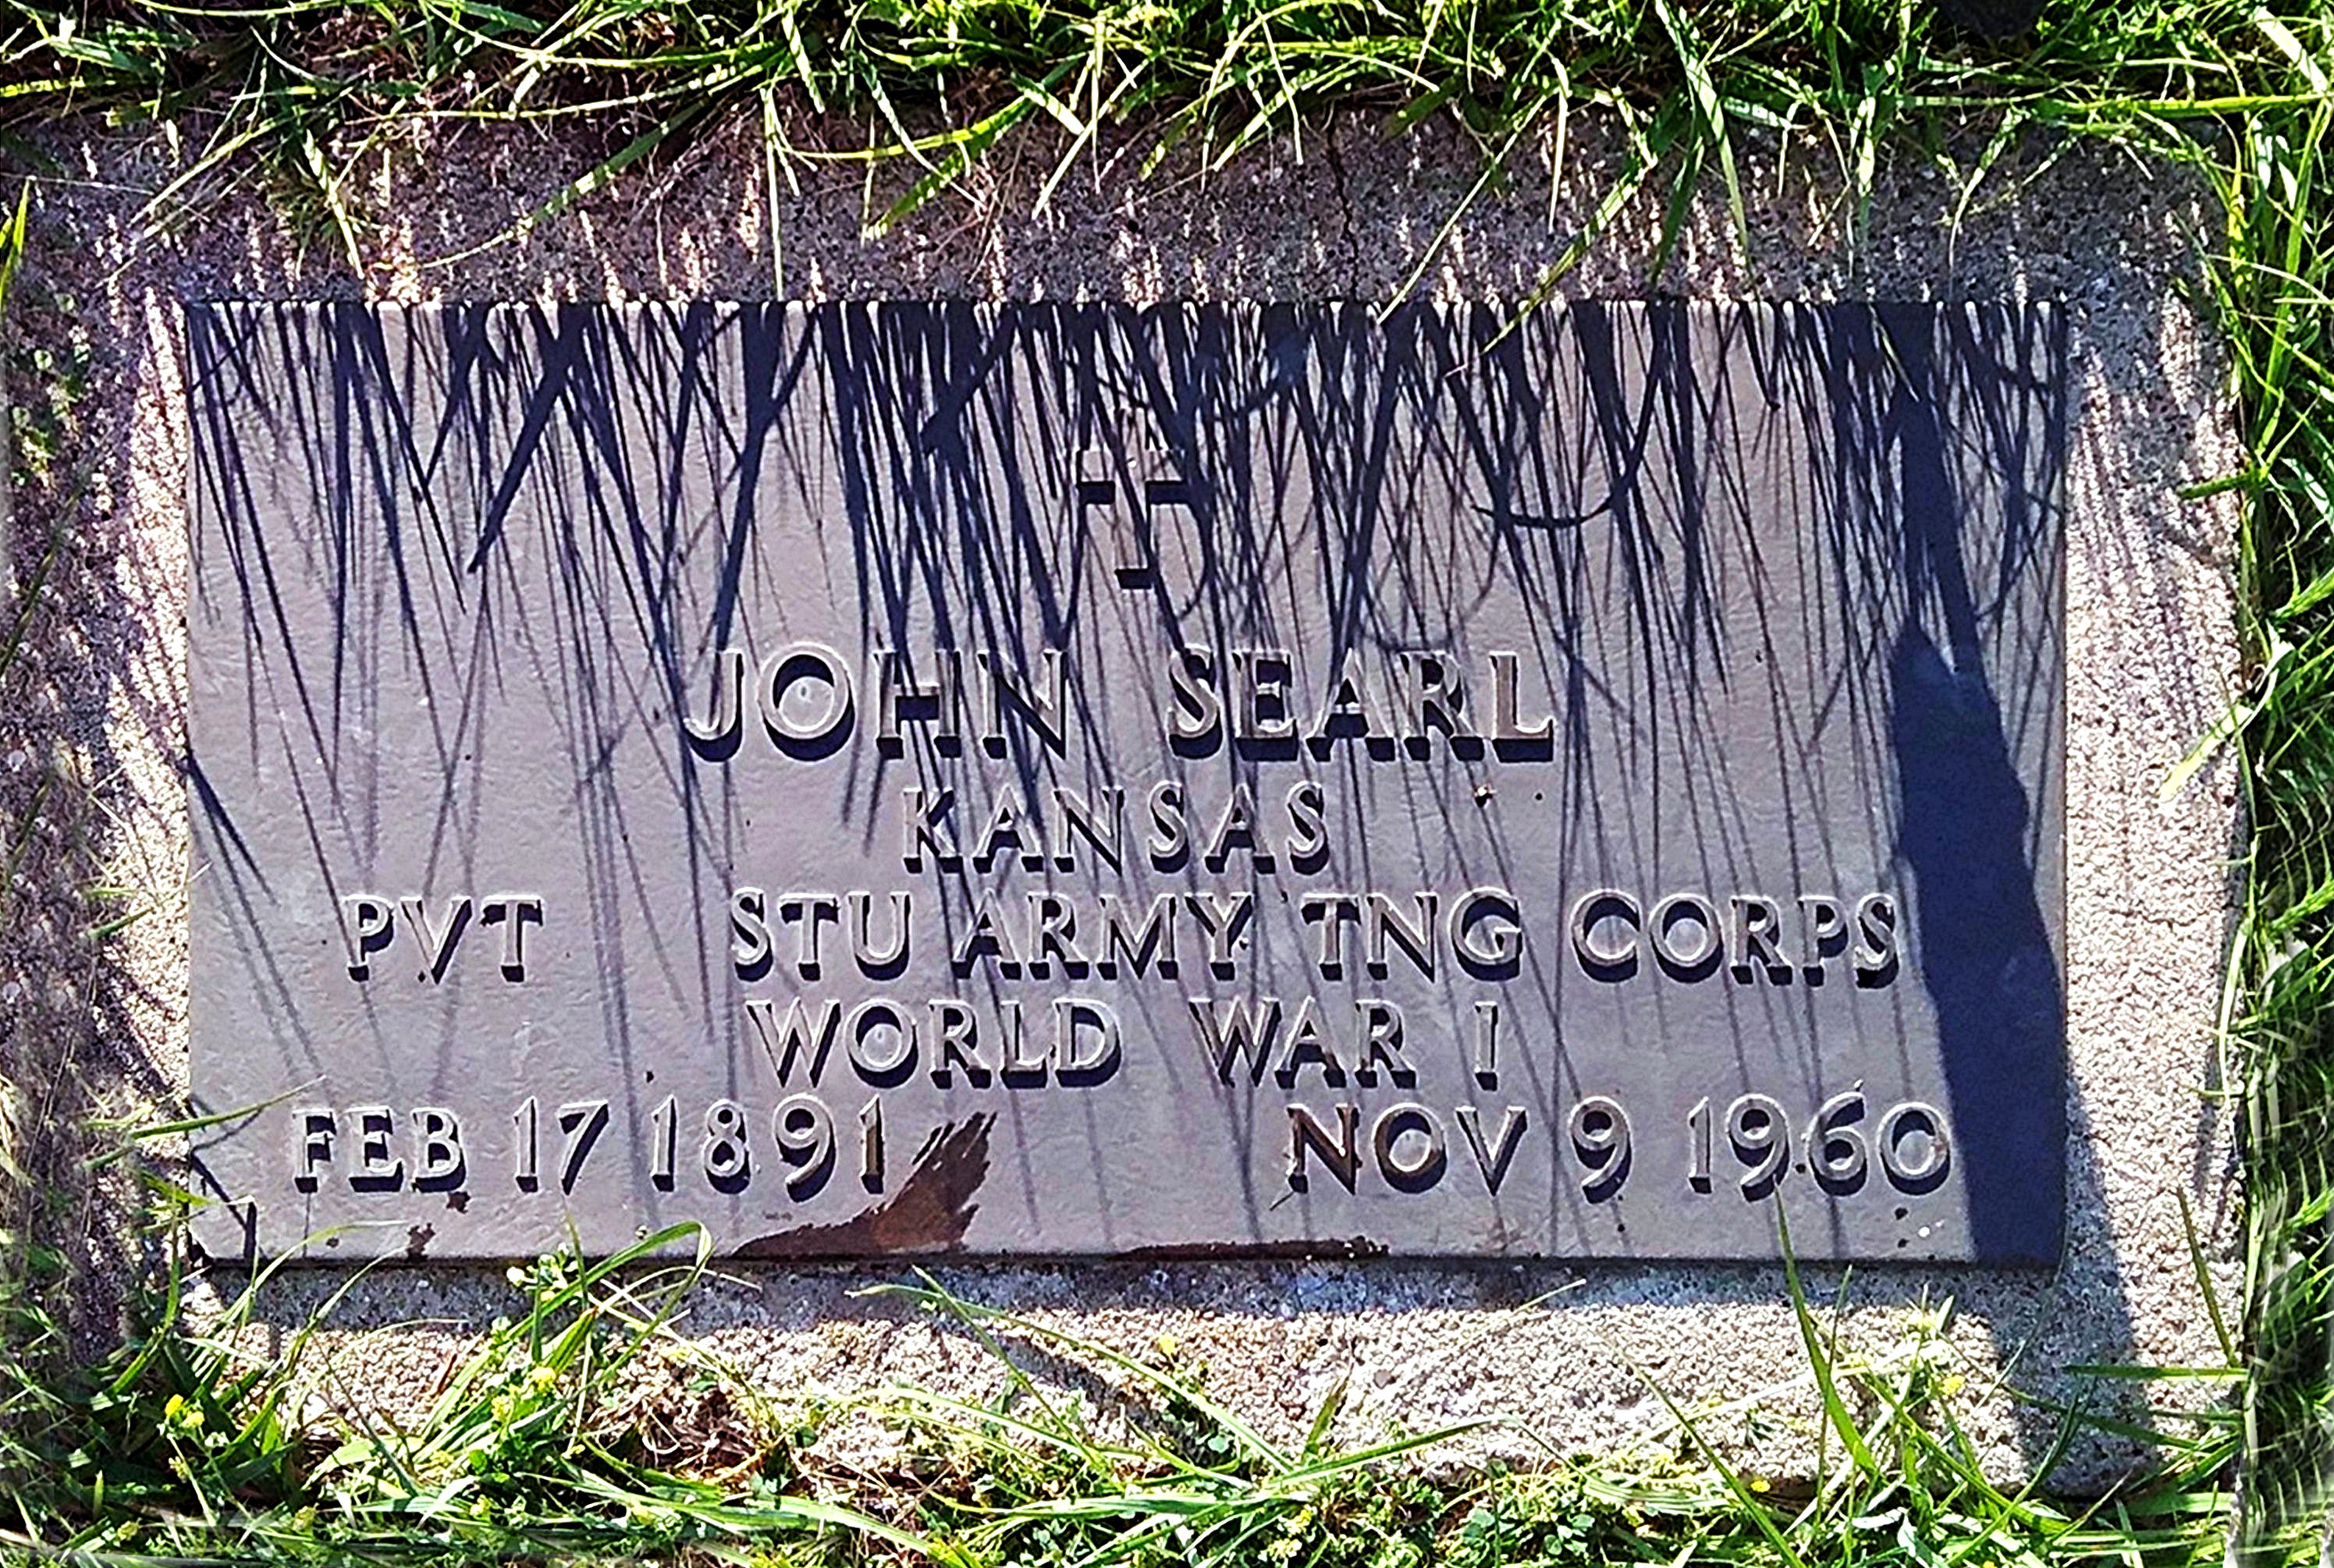 JOHN SEARL
KANSAS
PVT STU ARMY TNG CORPS
WORLD WAR I
FEB 17 1891 NOV 9 1960